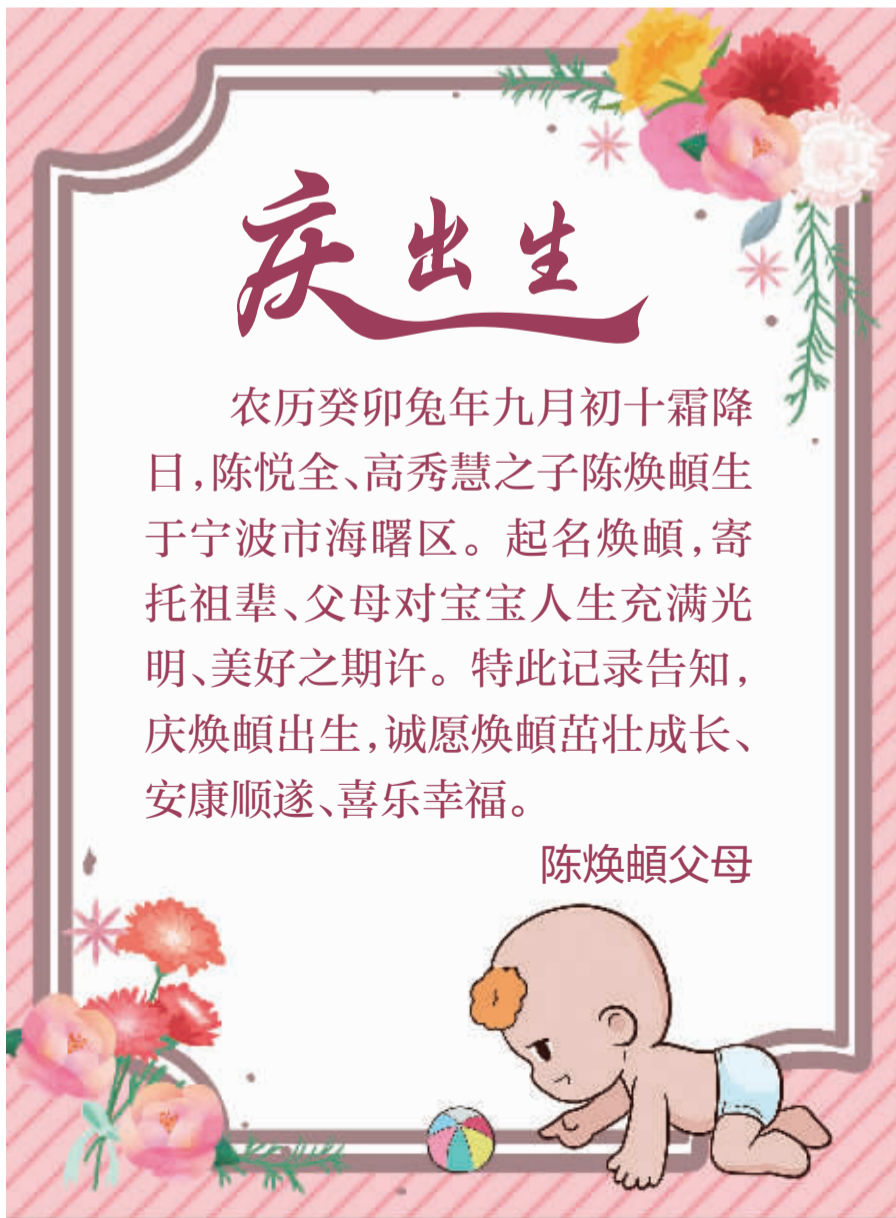 庆出生
农历癸卯兔年九月初十霜降
日，陈悦全、高秀慧之子陈焕頔生
于宁波市海曙区。起名焕頔，寄
托祖辈、父母对宝宝人生充满光
明、美好之期许。特此记录告知，
庆焕頔出生，诚愿焕頔茁壮成长、
安康顺遂、喜乐幸福。
陈焕頔父母